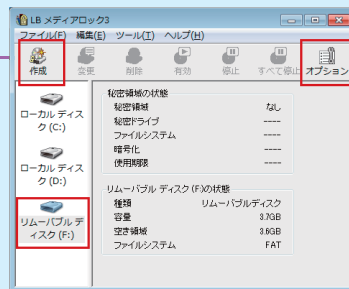 LB メディアロック3
ファイル(F) 編集(E) ツール(T) ヘルプ(H)
作成 変更 削除 有効 停止 すべて停止 オプション
ローカル ディス
ク (C:)
ローカル ディス
ク (D:)
リムーバブル デ
ィスク (F:)
秘密領域の状態
秘密領域 なし
秘密ドライブ ----
ファイルシステム ----
暗号化 ----
使用期限 ----
リムーバブル ディスク (F:)の状態
種類 リムーバブルディスク
容量 3.7GB
空き領域 3.6GB
ファイルシステム FAT